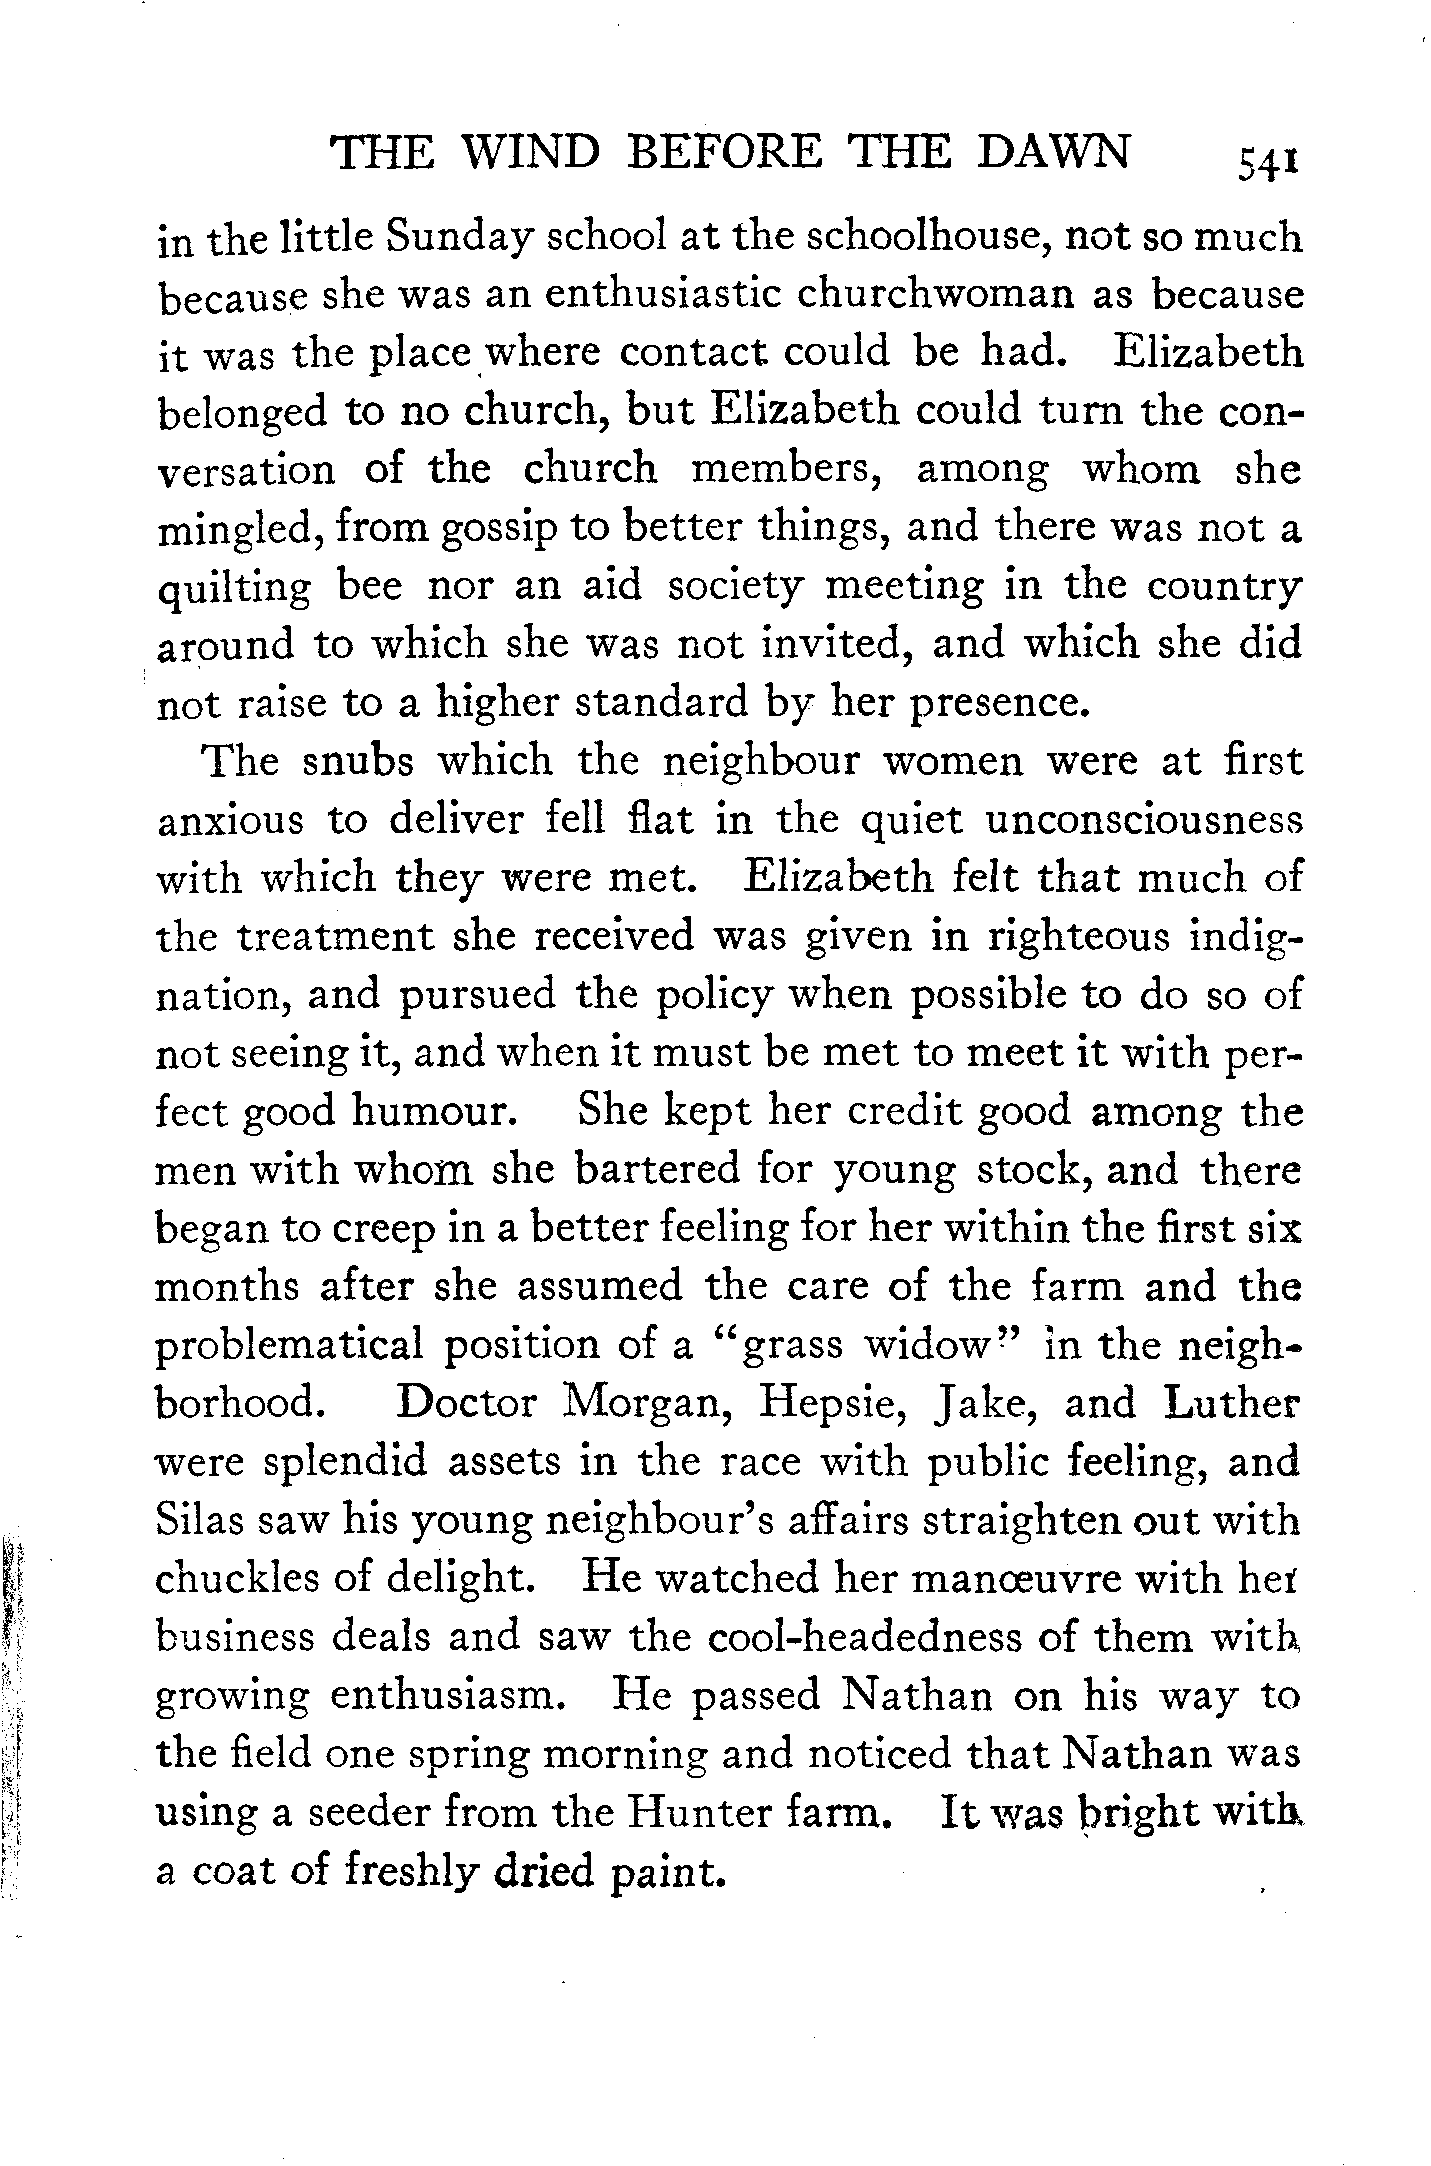 THE WIND BEFORE THE DAWN 541
in the little Sunday school at the schoolhouse, not so much
because she was an enthusiastic churchwoman as because
it was the place where contact could be had. Elizabeth
belonged to no church, but Elizabeth could turn the con-
versation of the church members, among whom she
mingled, from gossip to better things, and there was not a
quilting bee nor an aid society meeting in the country
around to which she was not invited, and which she did
not raise to a higher standard by her presence.
The snubs which the neighbour women were at first
anxious to deliver fell flat in the quiet unconsciousness
with which they were met. Elizabeth felt that much of
the treatment she received was given in righteous indig-
nation, and pursued the policy when possible to do so of
not seeing it, and when it must be met to meet it with per-
fect good humour. She kept her credit good among the
men with whom she bartered for young stock, and there
began to creep in a better feeling for her within the first six
months after she assumed the care of the farm and the
problematical position of a "grass widow" in the neigh-
borhood. Doctor Morgan, Hepsie, Jake, and Luther
were splendid assets in the race with public feeling, and
Silas saw his young neighbour's affairs straighten out with
chuckles of delight. He watched her manœuvre with her
business deals and saw the cool-headedness of them with
growing enthusiasm. He passed Nathan on his way to
the field one spring morning and noticed that Nathan was
using a seeder from the Hunter farm. It was bright with
a coat of freshly dried paint.